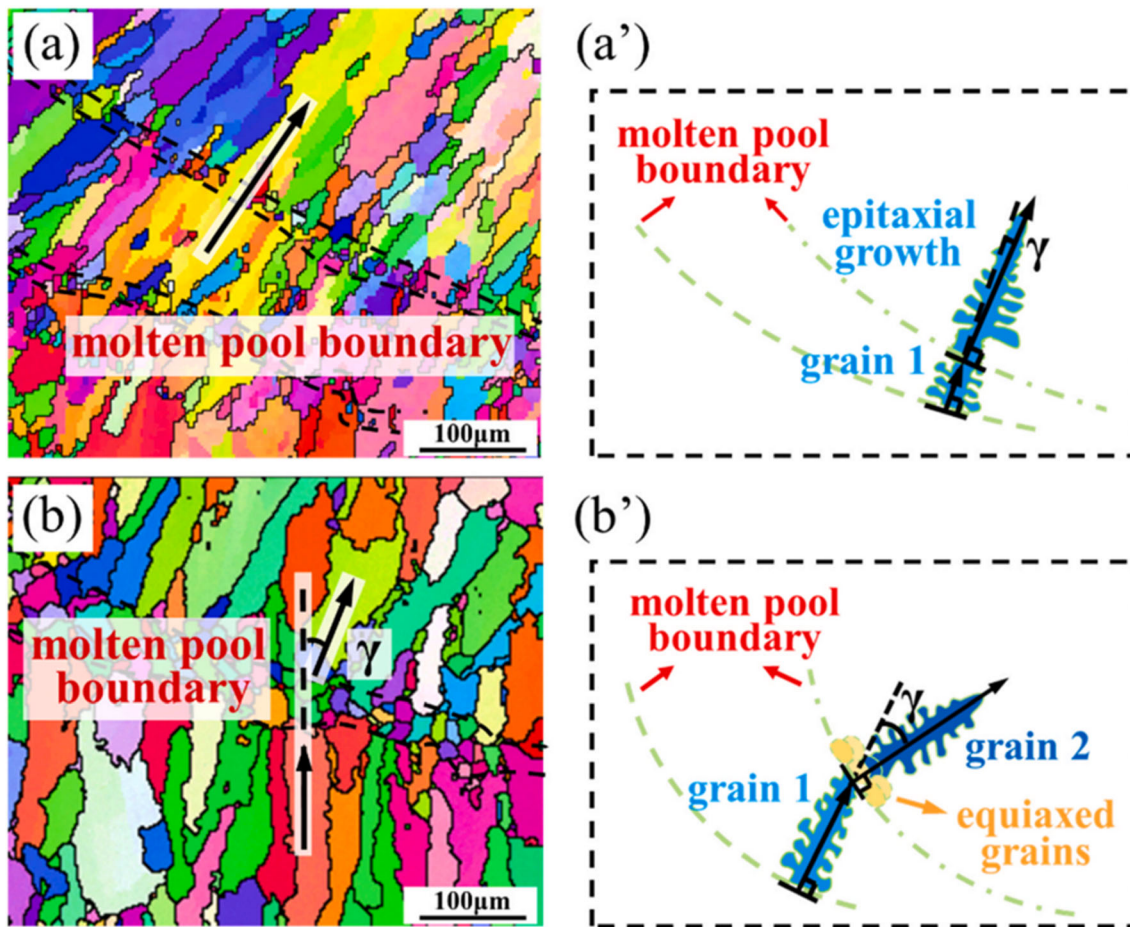 (a)
molten pool boundary
100μm
(a’)
molten pool
boundary
epitaxial
growth
γ
grain 1
(b)
molten pool
boundary
γ
100μm
(b’)
molten pool
boundary
γ
grain 2
grain 1
equiaxed
grains